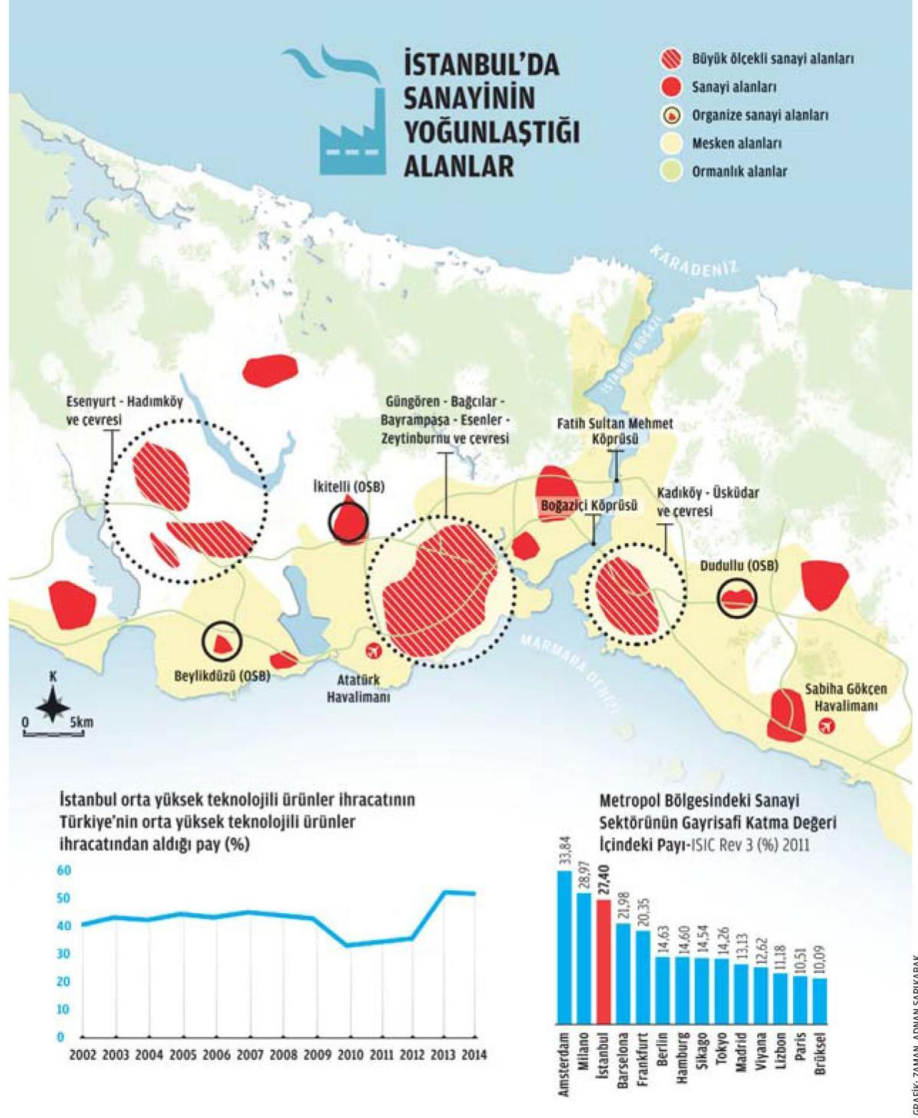 İSTANBUL'DA
SANAYİNİN
YOĞUNLAŞTIĞI
ALANLAR
Büyük ölçekli sanayi alanları
Sanayi alanları
Organize sanayi alanları
Mesken alanları
Ormanlık alanlar
KARADENİZ
İSTANBUL BOĞAZI
Esenyurt - Hadımköy
ve çevresi
Güngören - Bağcılar -
Bayrampaşa - Esenler -
Zeytinburnu ve çevresi
Fatih Sultan Mehmet
Köprüsü
İkitelli (OSB)
Boğaziçi Köprüsü
Kadıköy - Üsküdar
ve çevresi
Dudullu (OSB)
MARMARA DENİZİ
Beylikdüzü (OSB)
Atatürk
Havalimanı
Sabiha Gökçen
Havalimanı
K
0 5km
İstanbul orta yüksek teknolojili ürünler ihracatının
Türkiye'nin orta yüksek teknolojili ürünler
ihracatından aldığı pay (%)
60
50
40
30
20
10
0
2002 2003 2004 2005 2006 2007 2008 2009 2010 2011 2012 2013 2014
Metropol Bölgesindeki Sanayi
Sektörünün Gayrisafi Katma Değeri
İçindeki Payı-ISIC Rev 3 (%) 2011
33,84
28,97
27,40
21,98
20,35
14,63
14,60
14,54
14,26
13,13
12,62
11,18
10,51
10,09
Amsterdam
Milano
İstanbul
Barselona
Frankfurt
Berlin
Hamburg
Şikago
Tokyo
Madrid
Viyana
Lizbon
Paris
Brüksel
GRAFİK: ZAMAN, ADNAN SARIKABAK